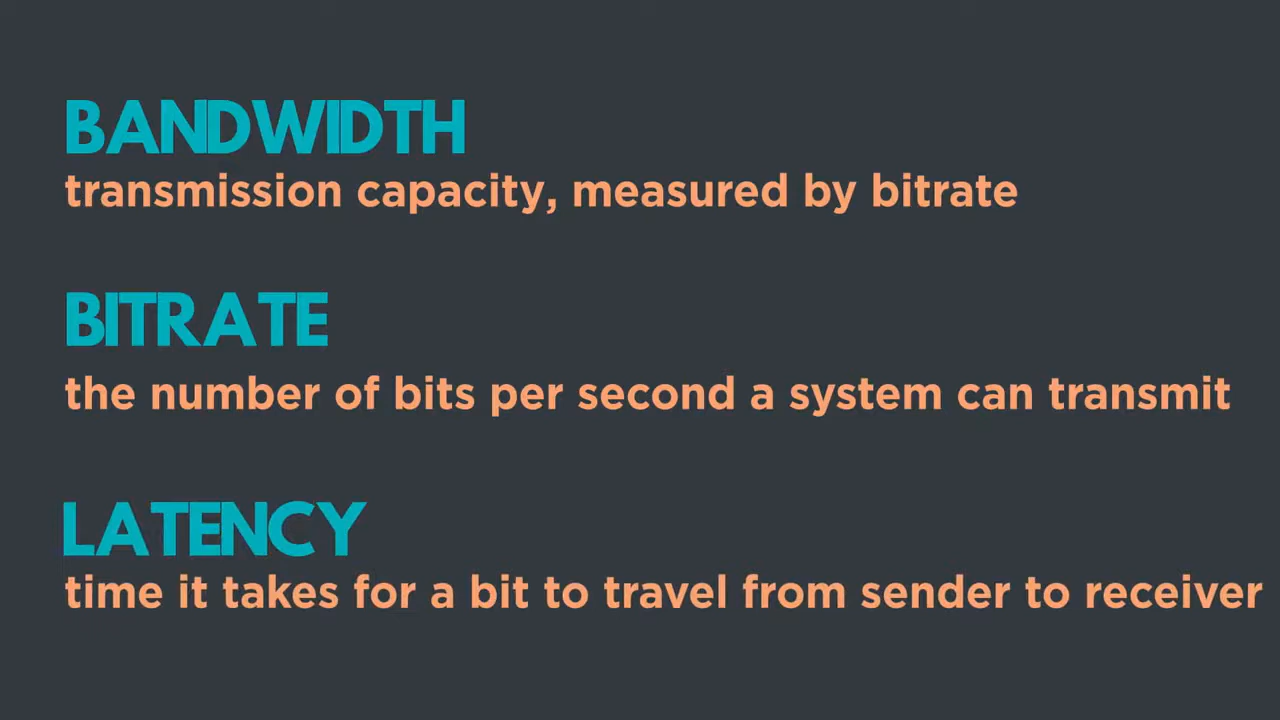 BANDWIDTH
transmission capacity, measured by bitrate
BITRATE
the number of bits per second a system can transmit
LATENCY
time it takes for a bit to travel from sender to receiver